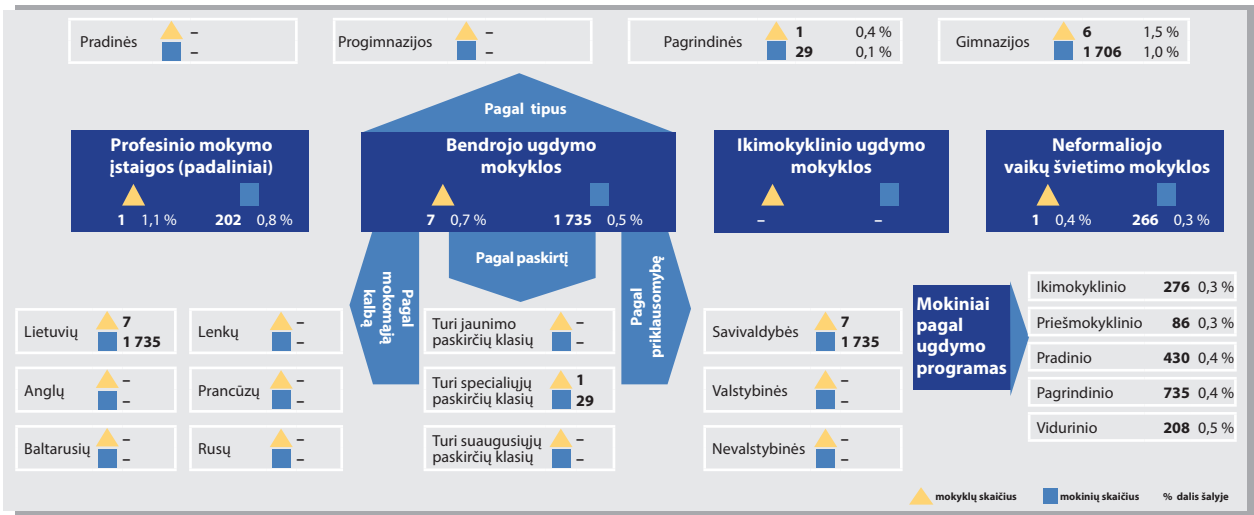 Pradinės
–
–
Progimnazijos
–
–
Pagrindinės
1 0,4 %
29 0,1 %
Gimnazijos
6 1,5 %
1 706 1,0 %
Pagal tipus
Profesinio mokymo
įstaigos (padaliniai)
1 1,1 % 202 0,8 %
Bendrojo ugdymo
mokyklos
7 0,7 % 1 735 0,5 %
Ikimokyklinio ugdymo
mokyklos
– –
Neformaliojo
vaikų švietimo mokyklos
1 0,4 % 266 0,3 %
Pagal
mokomąją
kalbą
Pagal paskirtį
Pagal
priklausomybę
Lietuvių
7
1 735
Lenkų
–
–
Anglų
–
–
Prancūzų
–
–
Baltarusių
–
–
Rusų
–
–
Turi jaunimo
paskirčių klasių
–
–
Turi specialiųjų
paskirčių klasių
1
29
Turi suaugusiųjų
paskirčių klasių
–
–
Savivaldybės
7
1 735
Valstybinės
–
–
Nevalstybinės
–
–
Mokiniai
pagal
ugdymo
programas
Ikimokyklinio 276 0,3 %
Priešmokyklinio 86 0,3 %
Pradinio 430 0,4 %
Pagrindinio 735 0,4 %
Vidurinio 208 0,5 %
mokyklų skaičius mokinių skaičius % dalis šalyje